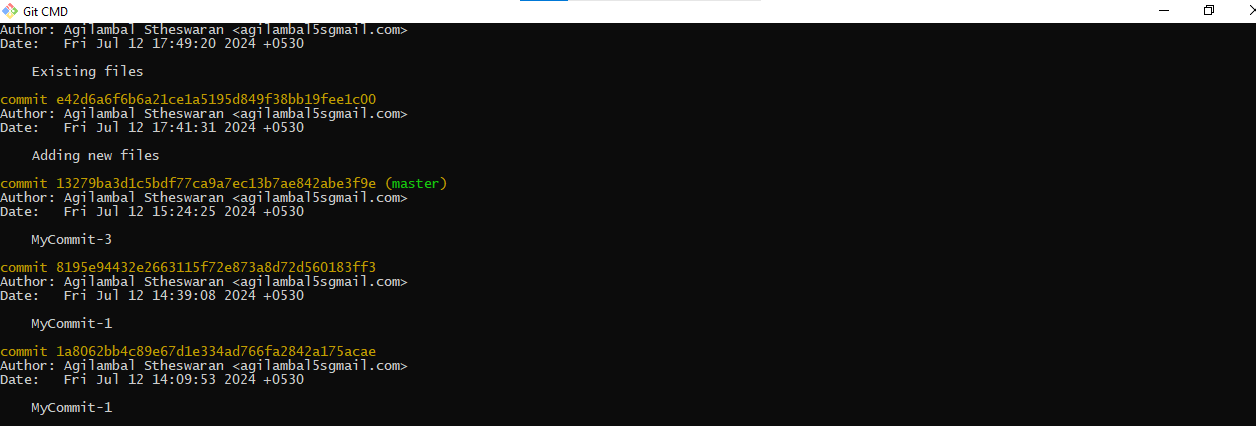 Git CMD
Author: Agilambal Stheswaran <agilambal5sgmail.com>
Date:   Fri Jul 12 17:49:20 2024 +0530
Existing files
commit e42d6a6f6b6a21ce1a5195d849f38bb19fee1c00
Author: Agilambal Stheswaran <agilambal5sgmail.com>
Date:   Fri Jul 12 17:41:31 2024 +0530
Adding new files
commit 13279ba3d1c5bdf77ca9a7ec13b7ae842abe3f9e (master)
Author: Agilambal Stheswaran <agilambal5sgmail.com>
Date:   Fri Jul 12 15:24:25 2024 +0530
MyCommit-3
commit 8195e94432e2663115f72e873a8d72d560183ff3
Author: Agilambal Stheswaran <agilambal5sgmail.com>
Date:   Fri Jul 12 14:39:08 2024 +0530
MyCommit-1
commit 1a8062bb4c89e67d1e334ad766fa2842a175acae
Author: Agilambal Stheswaran <agilambal5sgmail.com>
Date:   Fri Jul 12 14:09:53 2024 +0530
MyCommit-1